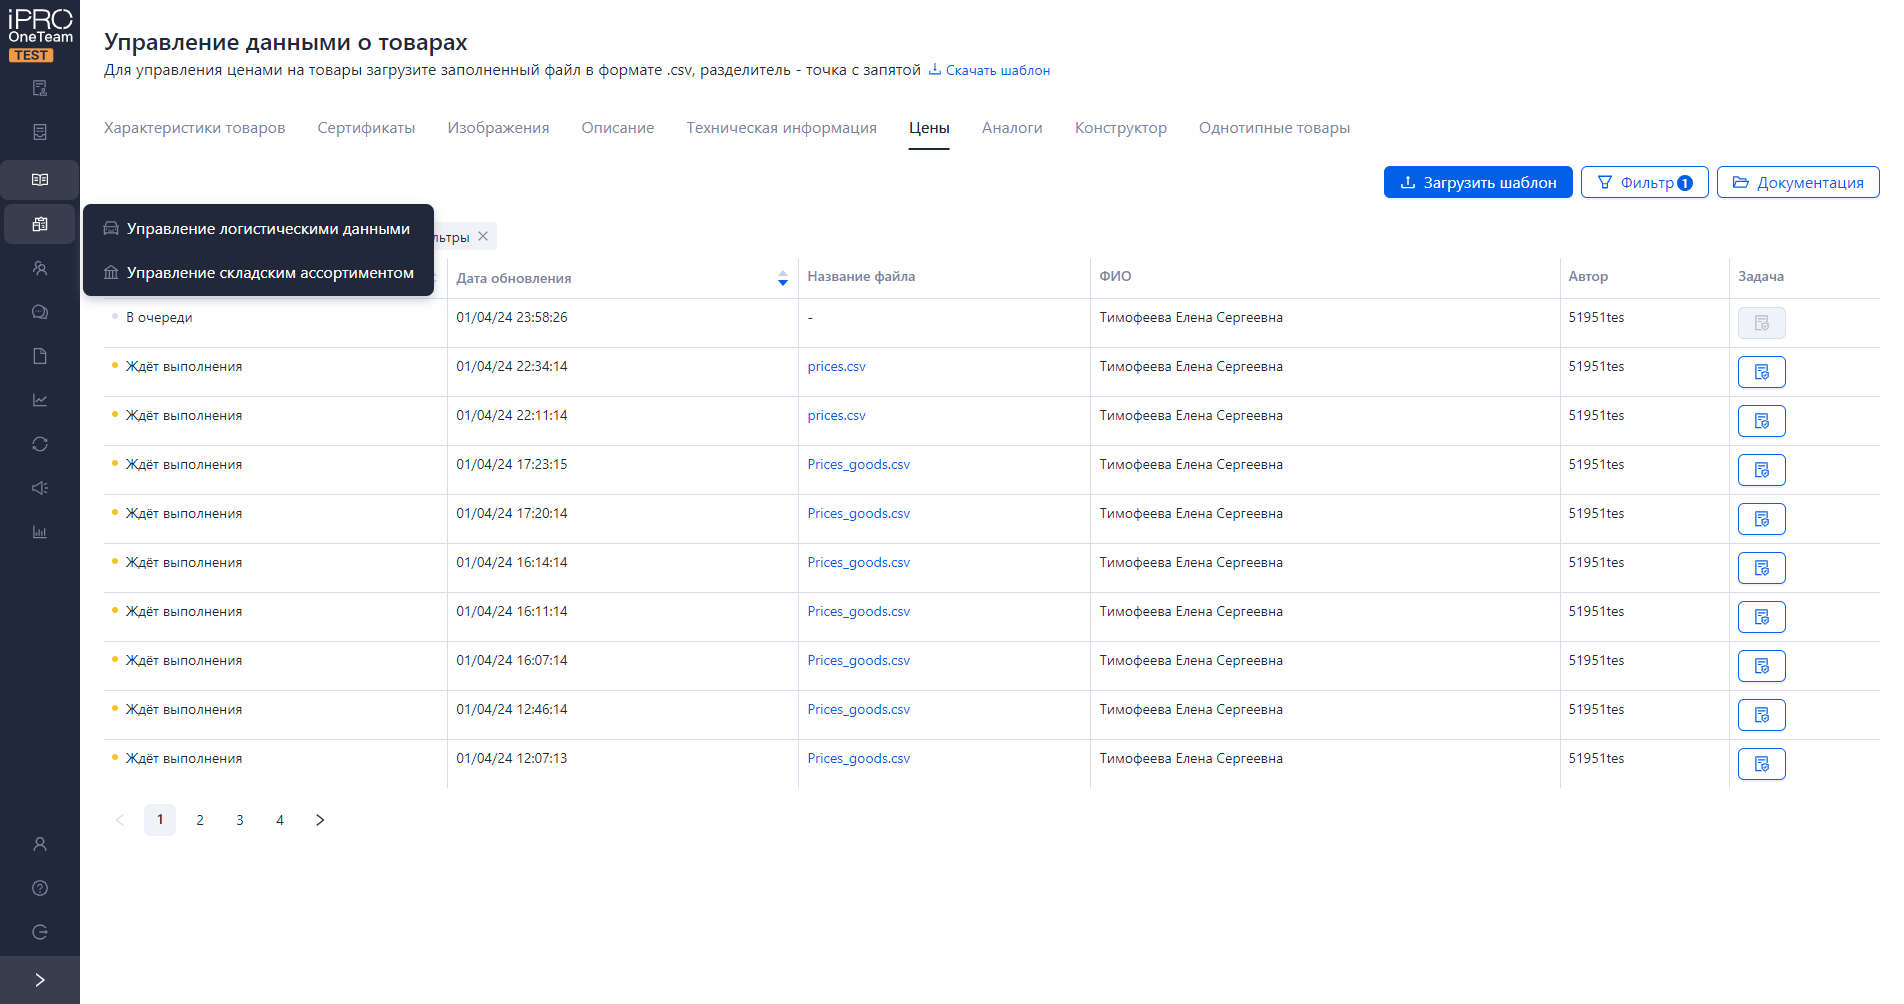 iPRO
OneTeam
TEST
Управление данными о товарах
Для управления ценами на товары загрузите заполненный файл в формате .csv, разделитель - точка с запятой Скачать шаблон
Характеристики товаров Сертификаты Изображения Описание Техническая информация Цены Аналоги Конструктор Однотипные товары
Загрузить шаблон Фильтр 1 Документация
Управление логистическими данными
льтры
Управление складским ассортиментом
Дата обновления Название файла ФИО Автор Задача
В очереди 01/04/24 23:58:26 - Тимофеева Елена Сергеевна 51951tes
Ждёт выполнения 01/04/24 22:34:14 prices.csv Тимофеева Елена Сергеевна 51951tes
Ждёт выполнения 01/04/24 22:11:14 prices.csv Тимофеева Елена Сергеевна 51951tes
Ждёт выполнения 01/04/24 17:23:15 Prices_goods.csv Тимофеева Елена Сергеевна 51951tes
Ждёт выполнения 01/04/24 17:20:14 Prices_goods.csv Тимофеева Елена Сергеевна 51951tes
Ждёт выполнения 01/04/24 16:14:14 Prices_goods.csv Тимофеева Елена Сергеевна 51951tes
Ждёт выполнения 01/04/24 16:11:14 Prices_goods.csv Тимофеева Елена Сергеевна 51951tes
Ждёт выполнения 01/04/24 16:07:14 Prices_goods.csv Тимофеева Елена Сергеевна 51951tes
Ждёт выполнения 01/04/24 12:46:14 Prices_goods.csv Тимофеева Елена Сергеевна 51951tes
Ждёт выполнения 01/04/24 12:07:13 Prices_goods.csv Тимофеева Елена Сергеевна 51951tes
1 2 3 4